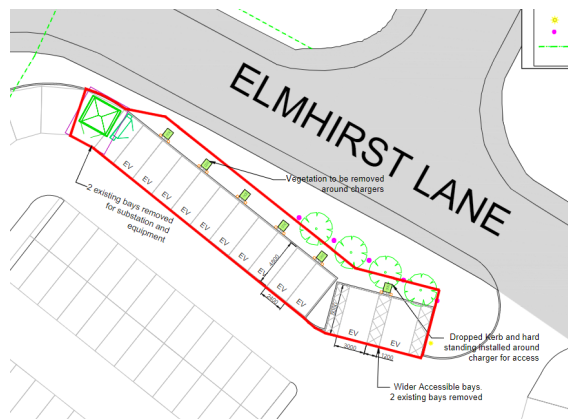 ELMHIRST LANE
Vegetation to be removed
around chargers
2 existing bays removed
for substation and
equipment
EV
EV
EV
EV
EV
EV
EV
EV
EV
EV
4800
2400
EV
EV
3000
1200
Dropped Kerb and hard
standing installed around
charger for access
Wider Accessible bays.
2 existing bays removed